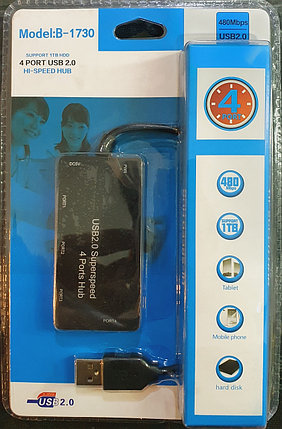 Model:B-1730
SUPPORT 1TB HDD
4 PORT USB 2.0
HI-SPEED HUB
480Mbps
USB2.0
4
PORTS
DC5V
PORT1
PORT2
PORT3
PORT4
USB2.0 Superspeed
4 Ports Hub
480
Mbps
SUPPORT
1TB
Tablet
Mobile phone
hard disk
USB 2.0